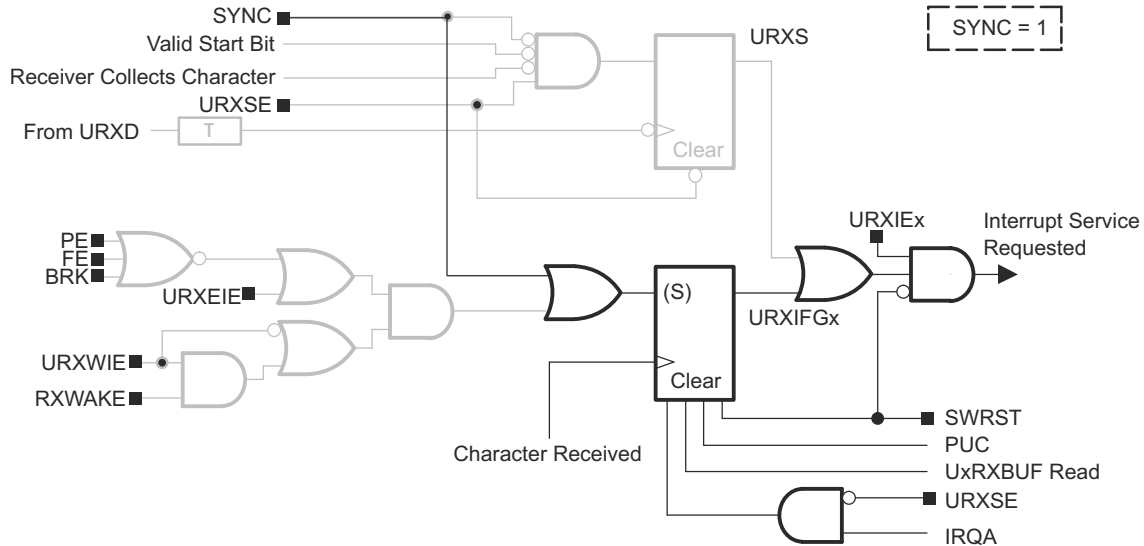 SYNC
SYNC = 1
Valid Start Bit
URXS
Receiver Collects Character
URXSE
From URXD
T
Clear
PE
FE
BRK
URXEIE
URXWIE
RXWAKE
(S)
Clear
URXIFGx
URXIEx
Interrupt Service
Requested
Character Received
SWRST
PUC
UxRXBUF Read
URXSE
IRQA